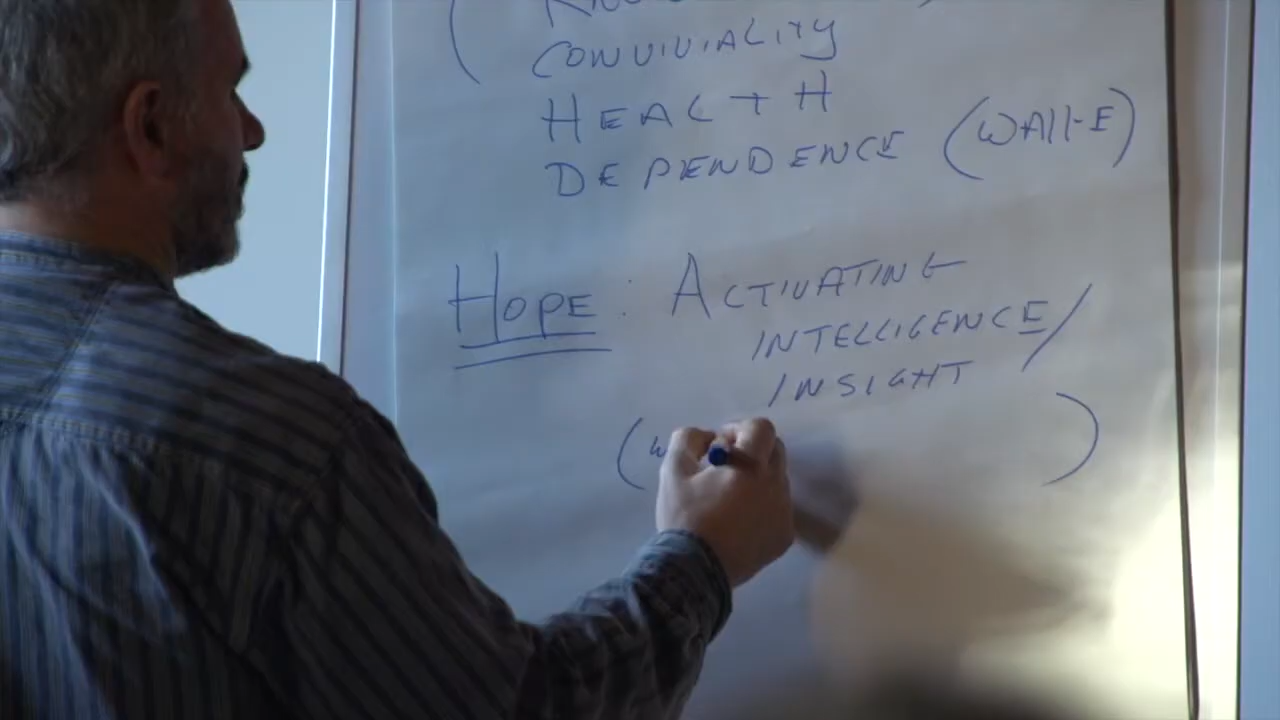 CONVIVIALITY
HEALTH
DEPENDENCE (WALL-E)
HOPE: ACTIVATING
INTELLIGENCE/
INSIGHT
(W )